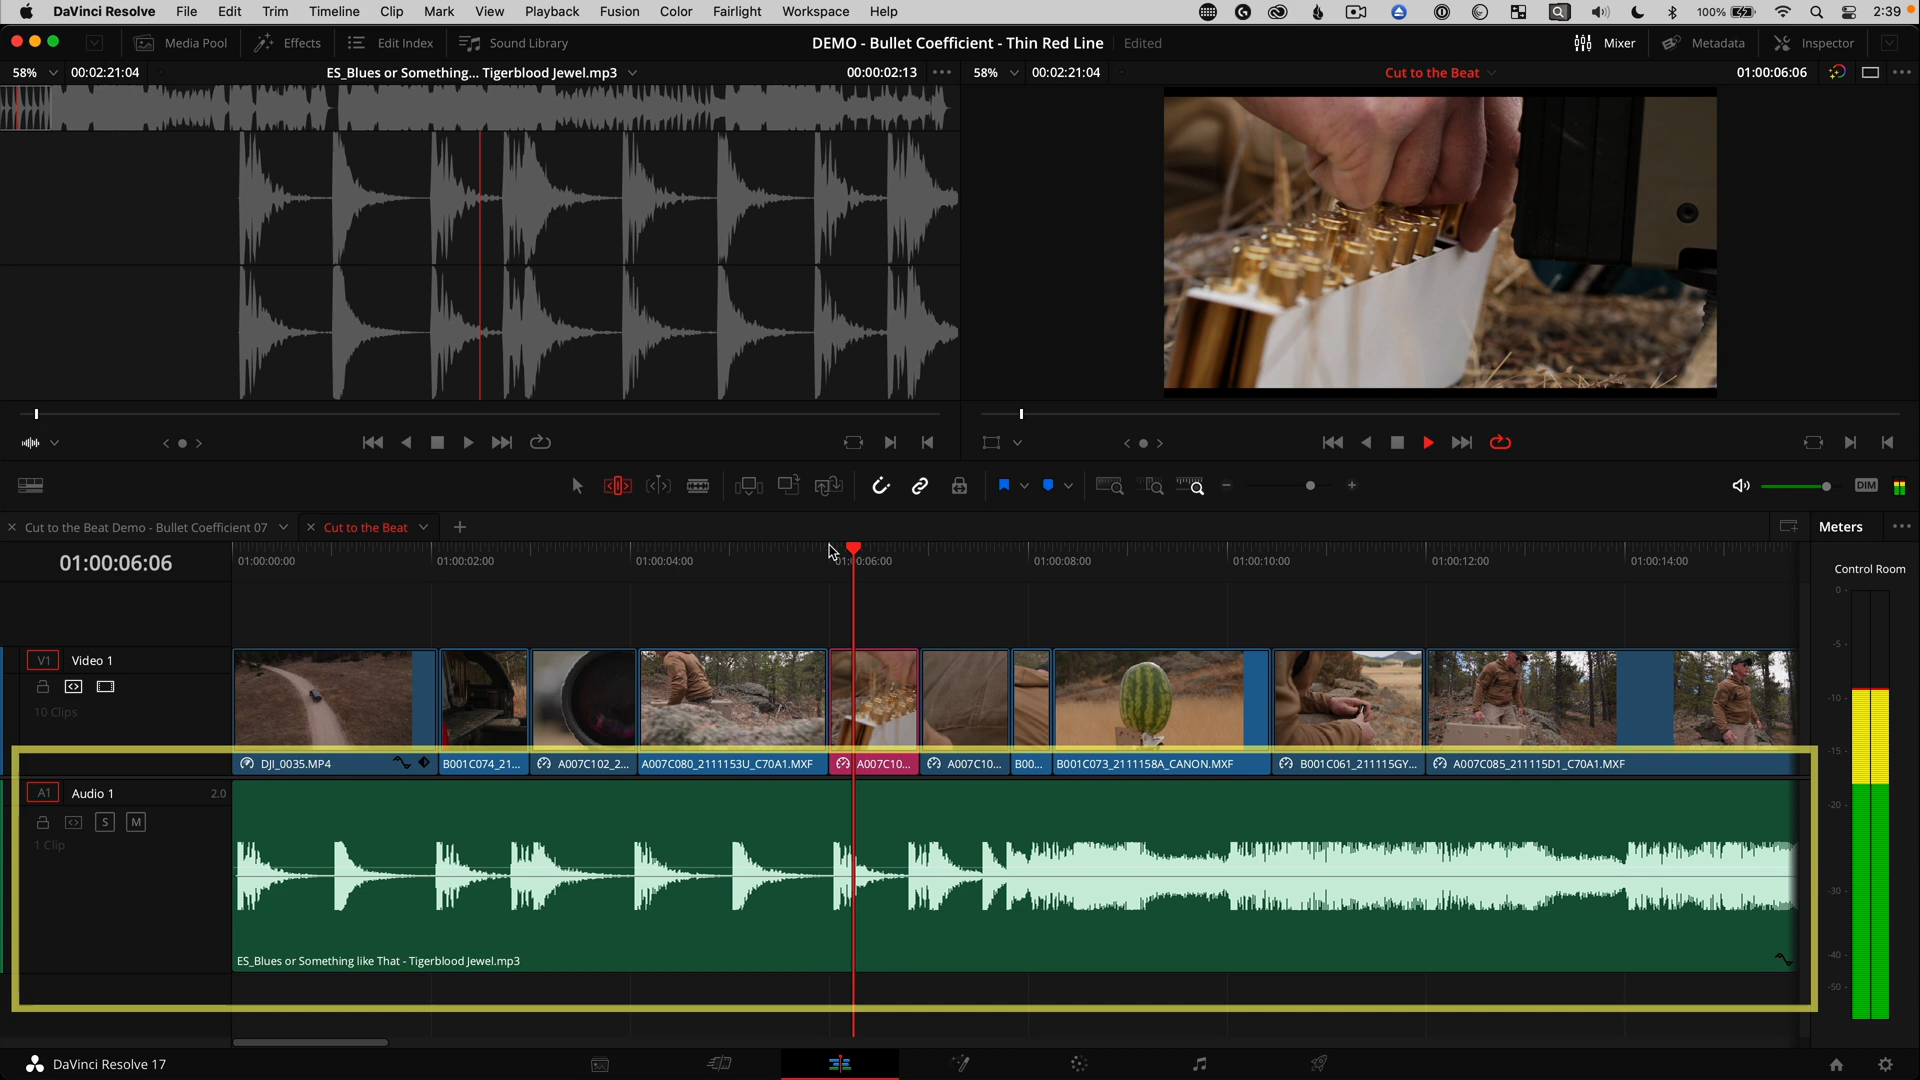 DaVinci Resolve File Edit Trim Timeline Clip Mark View Playback Fusion Color Fairlight Workspace Help 100% 2:39
Media Pool Effects Edit Index Sound Library DEMO - Bullet Coefficient - Thin Red Line Edited Mixer Metadata Inspector
58% 00:02:21:04 ES_Blues or Something... Tigerblood Jewel.mp3 00:00:02:13 58% 00:02:21:04 Cut to the Beat 01:00:06:06
DIM
Cut to the Beat Demo - Bullet Coefficient 07 Cut to the Beat Meters
01:00:06:06 01:00:00:00 01:00:02:00 01:00:04:00 01:00:06:00 01:00:08:00 01:00:10:00 01:00:12:00 01:00:14:00
Control Room
0
-5
-10
-15
-20
-30
-40
-50
V1 Video 1
10 Clips
DJI_0035.MP4 B001C074_21... A007C102_2... A007C080_2111153U_C70A1.MXF A007C10... A007C10... B00... B001C073_2111158A_CANON.MXF B001C061_211115GY... A007C085_211115D1_C70A1.MXF
A1 Audio 1 2.0
S M
1 Clip
ES_Blues or Something like That - Tigerblood Jewel.mp3
DaVinci Resolve 17